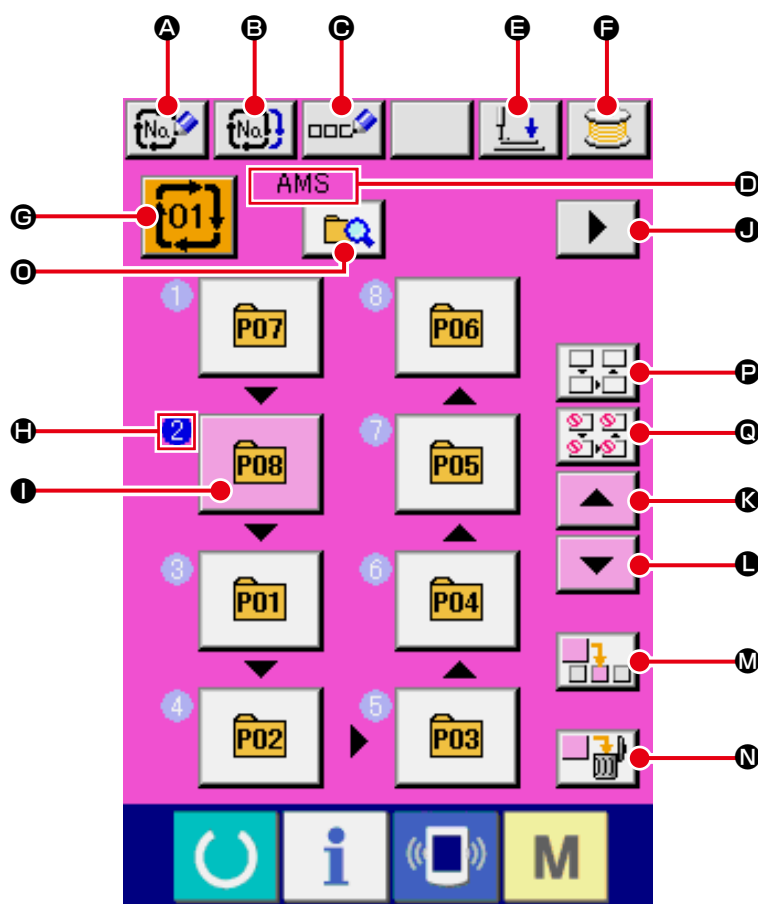 A B C E F
No. No.
AMS D
G 01 J
O
1 P07 8 P06
P
H 2 P08 7 P05 Q
I K
3 P01 6 P04 L
M
4 P02 5 P03 N
i M